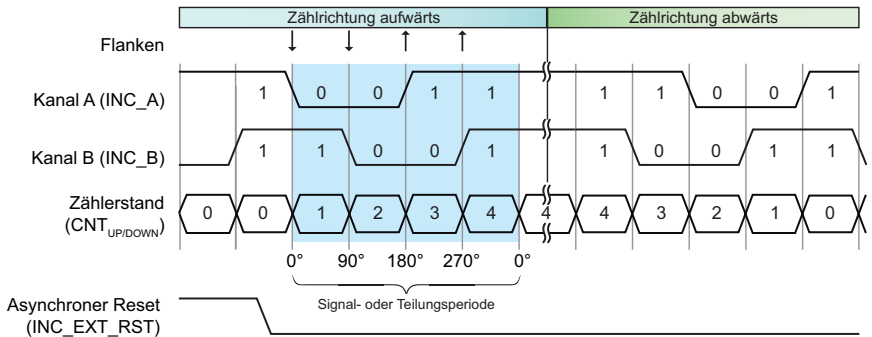 Zählrichtung aufwärts Zählrichtung abwärts
Flanken
Kanal A (INC_A) 1 0 0 1 1 1 1 0 0 1
Kanal B (INC_B) 1 1 0 0 1 1 0 0 1 1
Zählerstand
(CNT UP/DOWN) 0 0 1 2 3 4 4 4 3 2 1 0
0° 90° 180° 270° 0°
Signal- oder Teilungsperiode
Asynchroner Reset
(INC_EXT_RST)